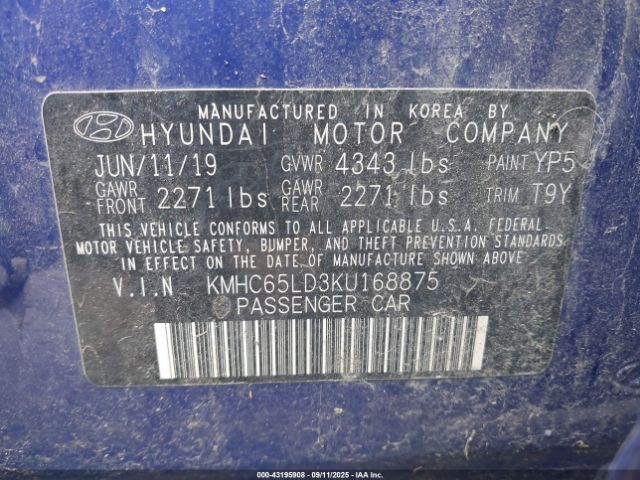 MANUFACTURED IN KOREA BY
HYUNDAI MOTOR COMPANY
JUN/11/19 GVWR 4343 lbs PAINT YP5
GAWR FRONT 2271 lbs GAWR REAR 2271 lbs TRIM T9Y
THIS VEHICLE CONFORMS TO ALL APPLICABLE U.S.A. FEDERAL
MOTOR VEHICLE SAFETY, BUMPER, AND THEFT PREVENTION STANDARDS
IN EFFECT ON THE DATE OF MANUFACTURE SHOWN ABOVE
V.I.N KMHC65LD3KU168875
PASSENGER CAR
000-43195908 - 09/11/2025 - IAAI.COM